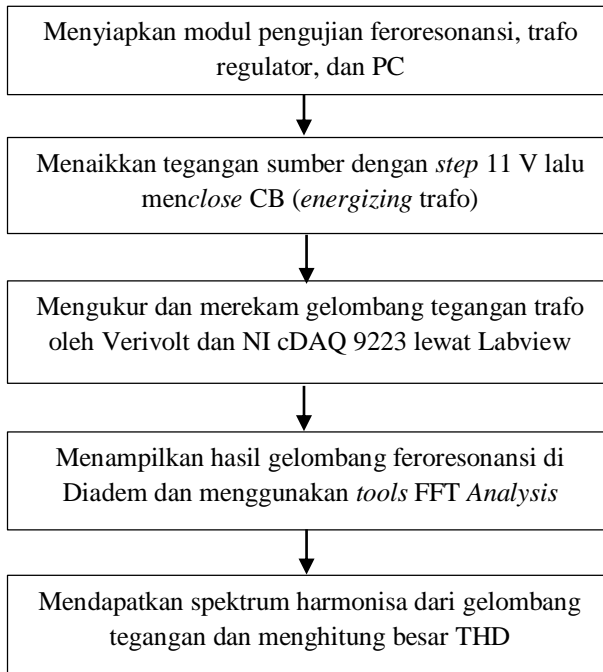 Menyiapkan modul pengujian feroresonansi, trafo
regulator, dan PC
Menaikkan tegangan sumber dengan step 11 V lalu
menclose CB (energizing trafo)
Mengukur dan merekam gelombang tegangan trafo
oleh Verivolt dan NI cDAQ 9223 lewat Labview
Menampilkan hasil gelombang feroresonansi di
Diadem dan menggunakan tools FFT Analysis
Mendapatkan spektrum harmonisa dari gelombang
tegangan dan menghitung besar THD